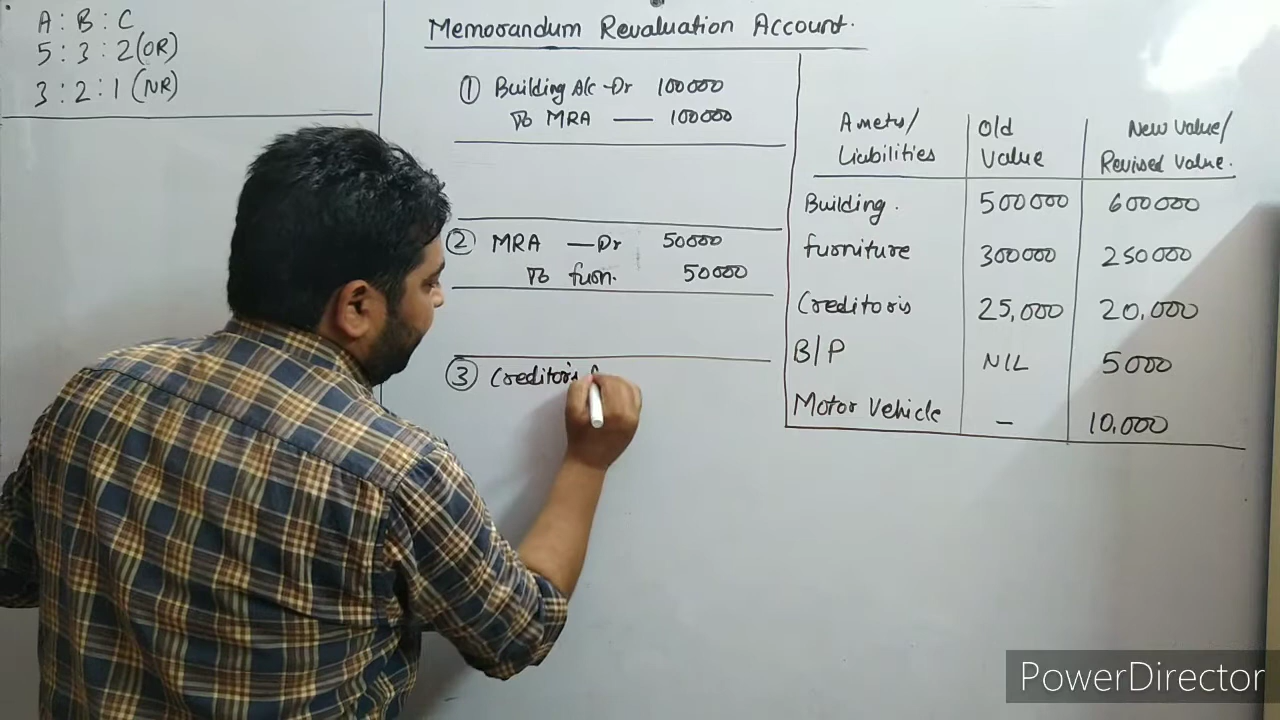 A : B : C
5 : 3 : 2 (OR)
3 : 2 : 1 (NR)
Memorandum Revaluation Account.
① Building A/c -Dr 100000
To MRA — 100000
② MRA — Dr 50000
To furn. 50000
③ Creditoris
Assets/ Liabilities | Old Value | New Value/ Revised Value.
Building. 500000 600000
furniture 300000 250000
Creditoris 25,000 20,000
B/P NIL 5000
Motor Vehicle — 10,000
PowerDirector